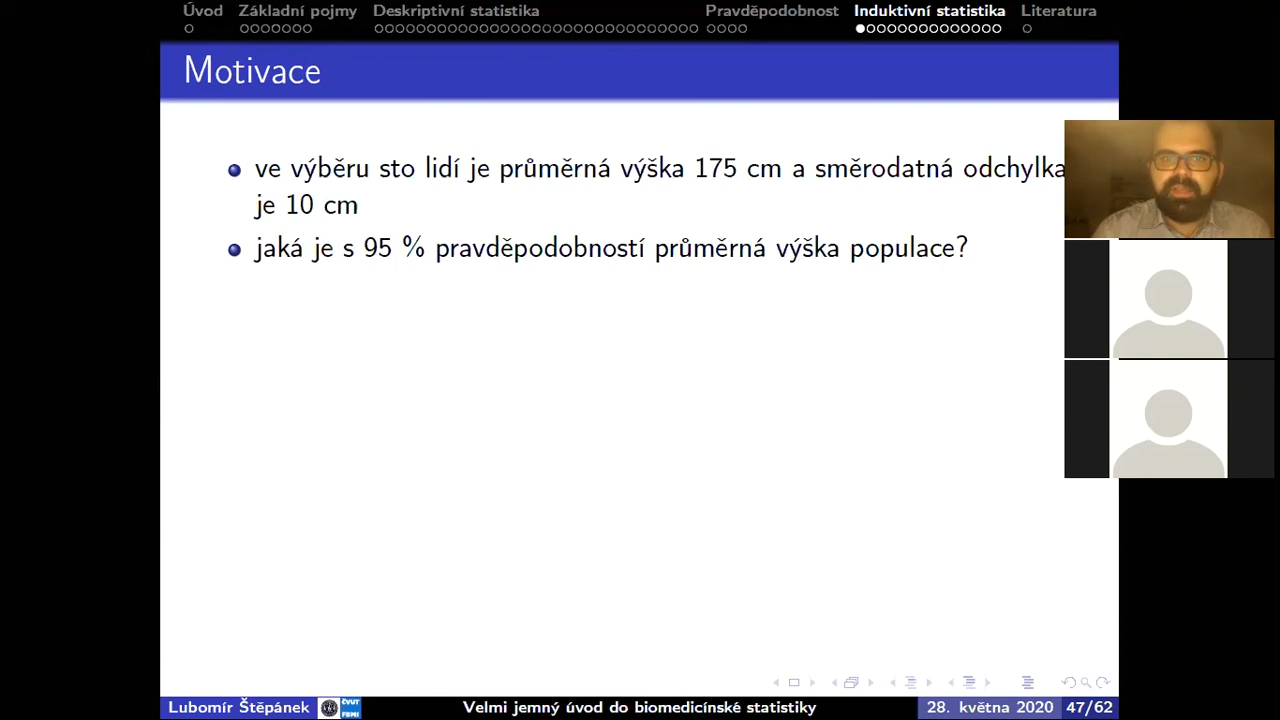 Úvod Základní pojmy Deskriptivní statistika Pravděpodobnost Induktivní statistika Literatura
Motivace
ve výběru sto lidí je průměrná výška 175 cm a směrodatná odchylka
je 10 cm
jaká je s 95 % pravděpodobností průměrná výška populace?
Lubomír Štěpánek ČVUT FBMI Velmi jemný úvod do biomedicínské statistiky 28. května 2020 47/62